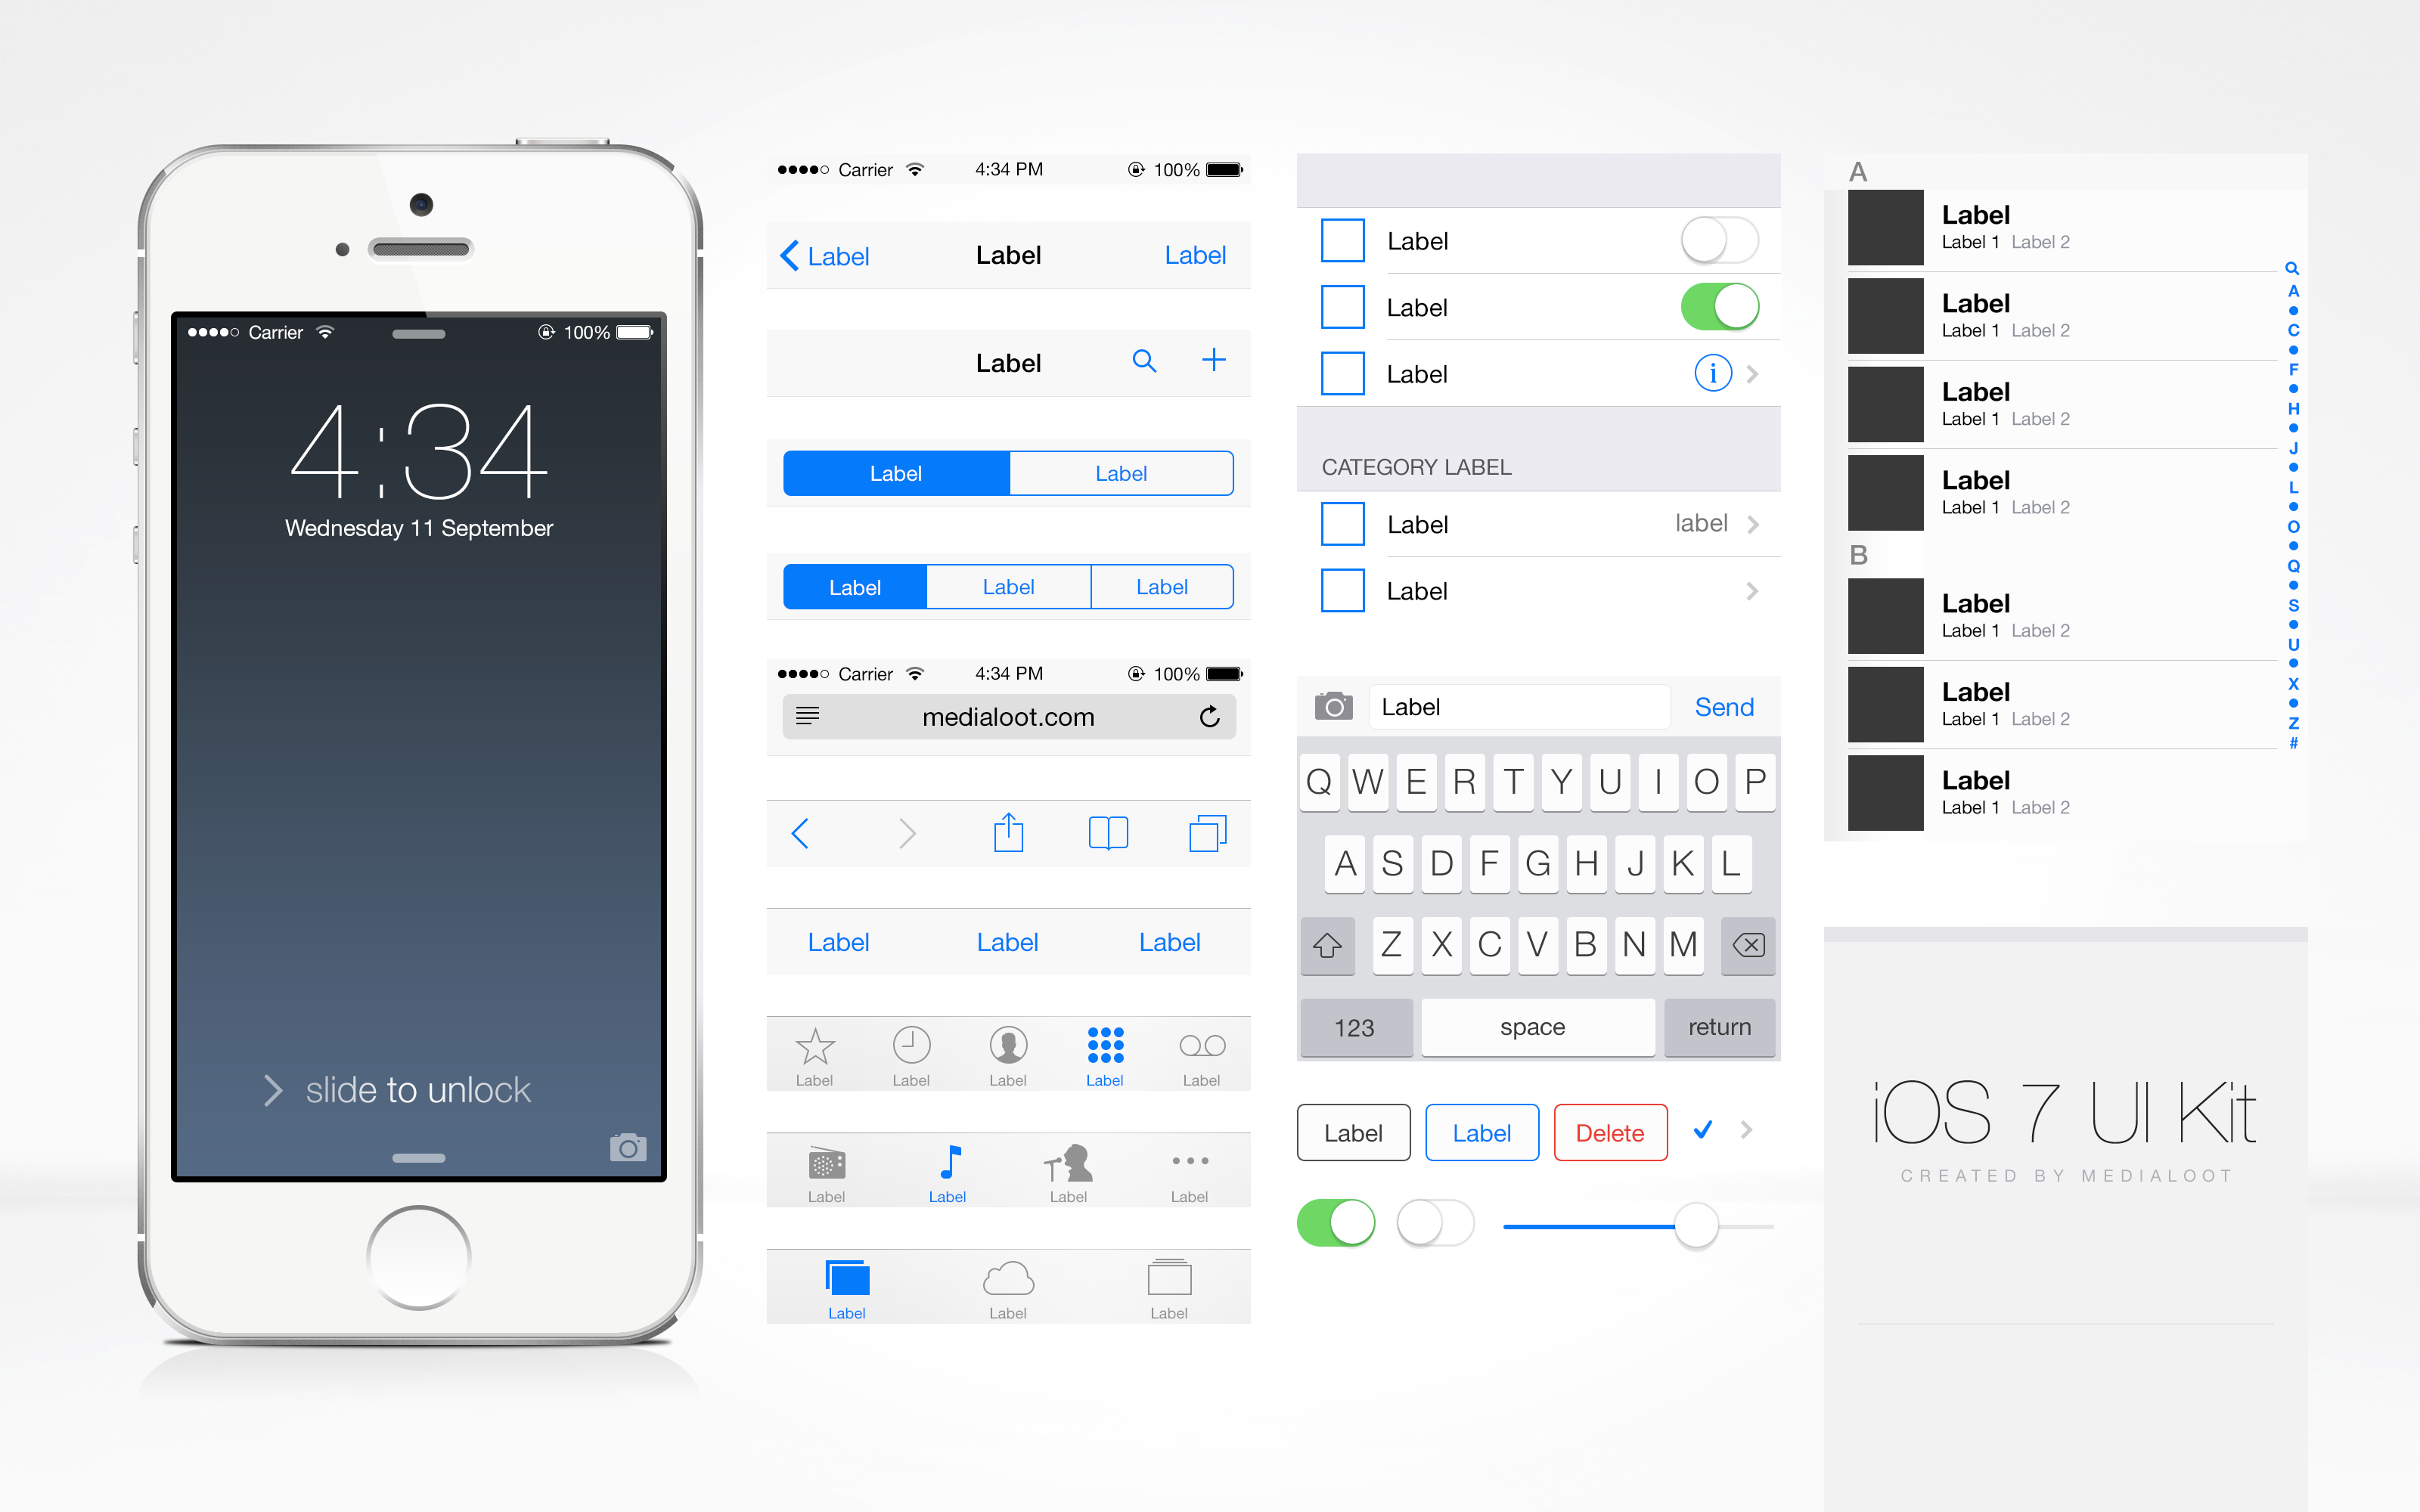 Carrier 100%
4:34
Wednesday 11 September
slide to unlock
Carrier 4:34 PM 100%
Label Label Label
Label
Label Label
Label Label Label
Carrier 4:34 PM 100%
medialoot.com
Label Label Label
Label Label Label Label Label
Label Label Label Label
Label Label Label
Label
Label
Label i
CATEGORY LABEL
Label label
Label
Label Send
Q W E R T Y U I O P
A S D F G H J K L
Z X C V B N M
123 space return
Label Label Delete
A
Label
Label 1 Label 2
Label
Label 1 Label 2
Label
Label 1 Label 2
Label
Label 1 Label 2
B
Label
Label 1 Label 2
Label
Label 1 Label 2
Label
Label 1 Label 2
A
C
F
H
J
L
O
Q
S
U
X
Z
#
iOS 7 UI Kit
CREATED BY MEDIALOOT